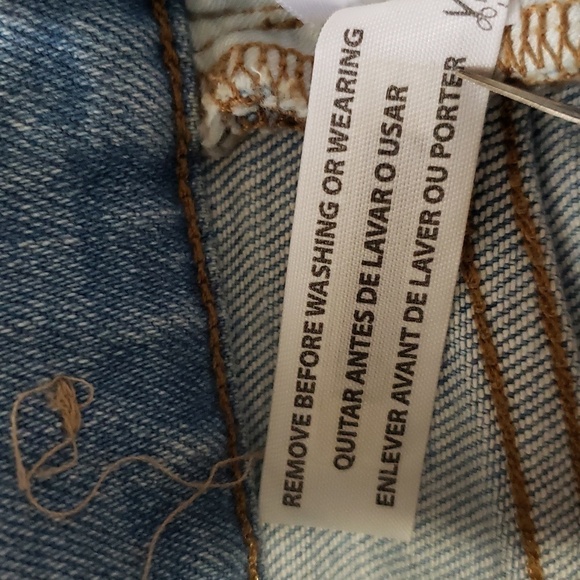 REMOVE BEFORE WASHING OR WEARING
QUITAR ANTES DE LAVAR O USAR
ENLEVER AVANT DE LAVER OU PORTER